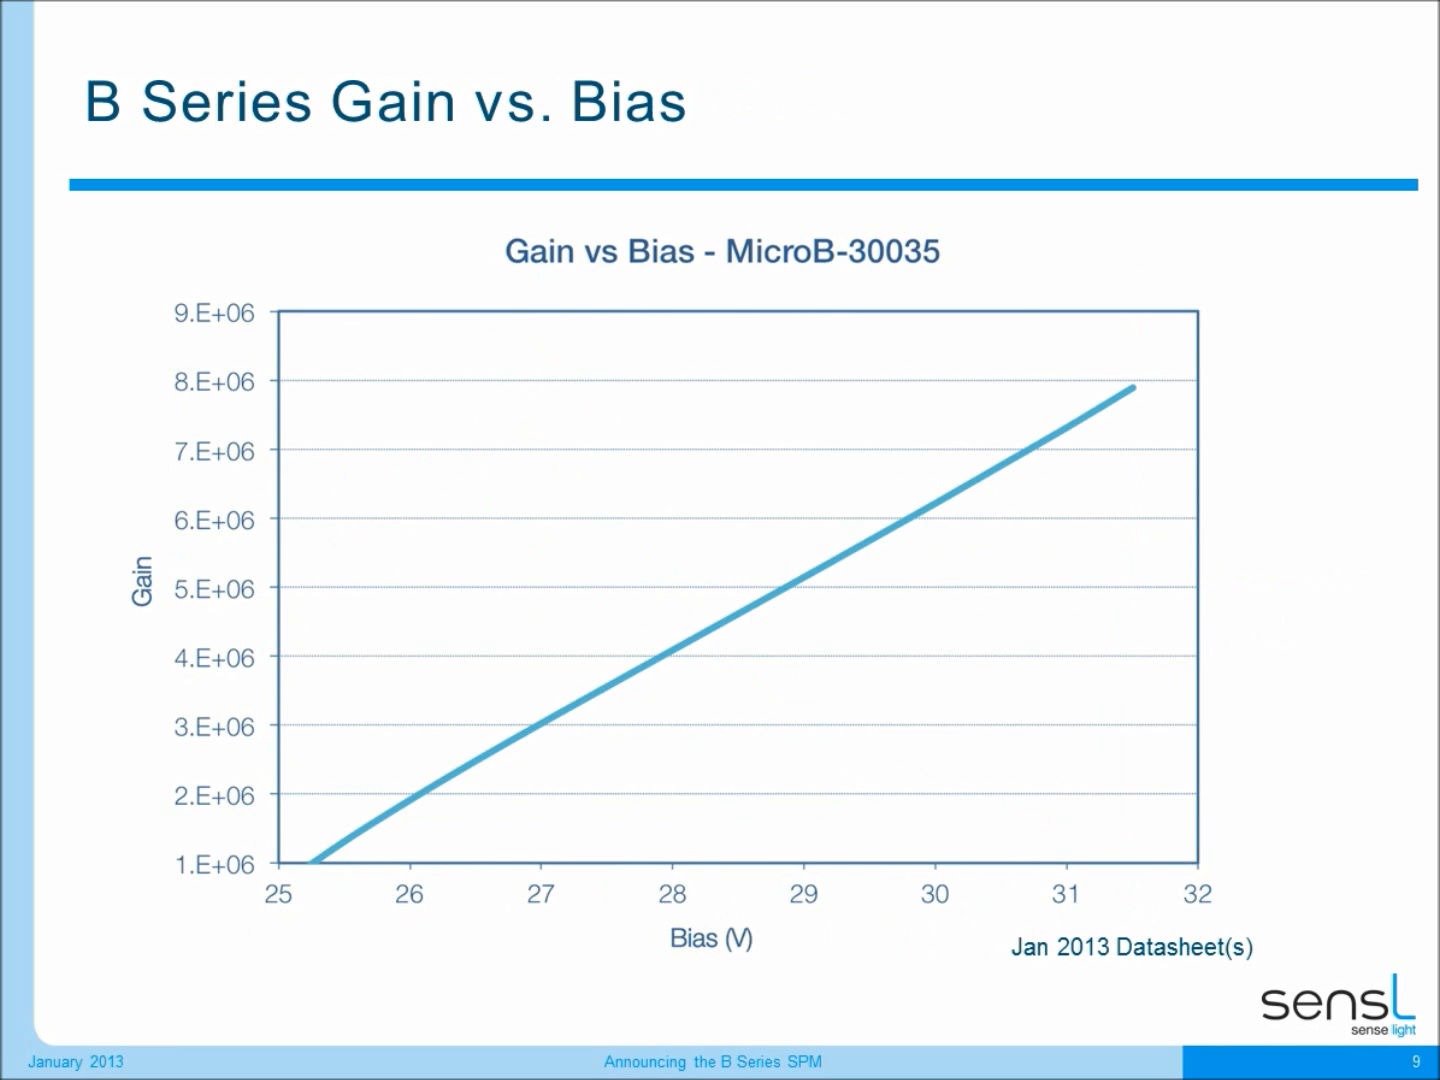 B Series Gain vs. Bias
Gain vs Bias - MicroB-30035
9.E+06
8.E+06
7.E+06
6.E+06
5.E+06
4.E+06
3.E+06
2.E+06
1.E+06
Gain
25 26 27 28 29 30 31 32
Bias (V)
Jan 2013 Datasheet(s)
sensL
sense light
January 2013 Announcing the B Series SPM 9